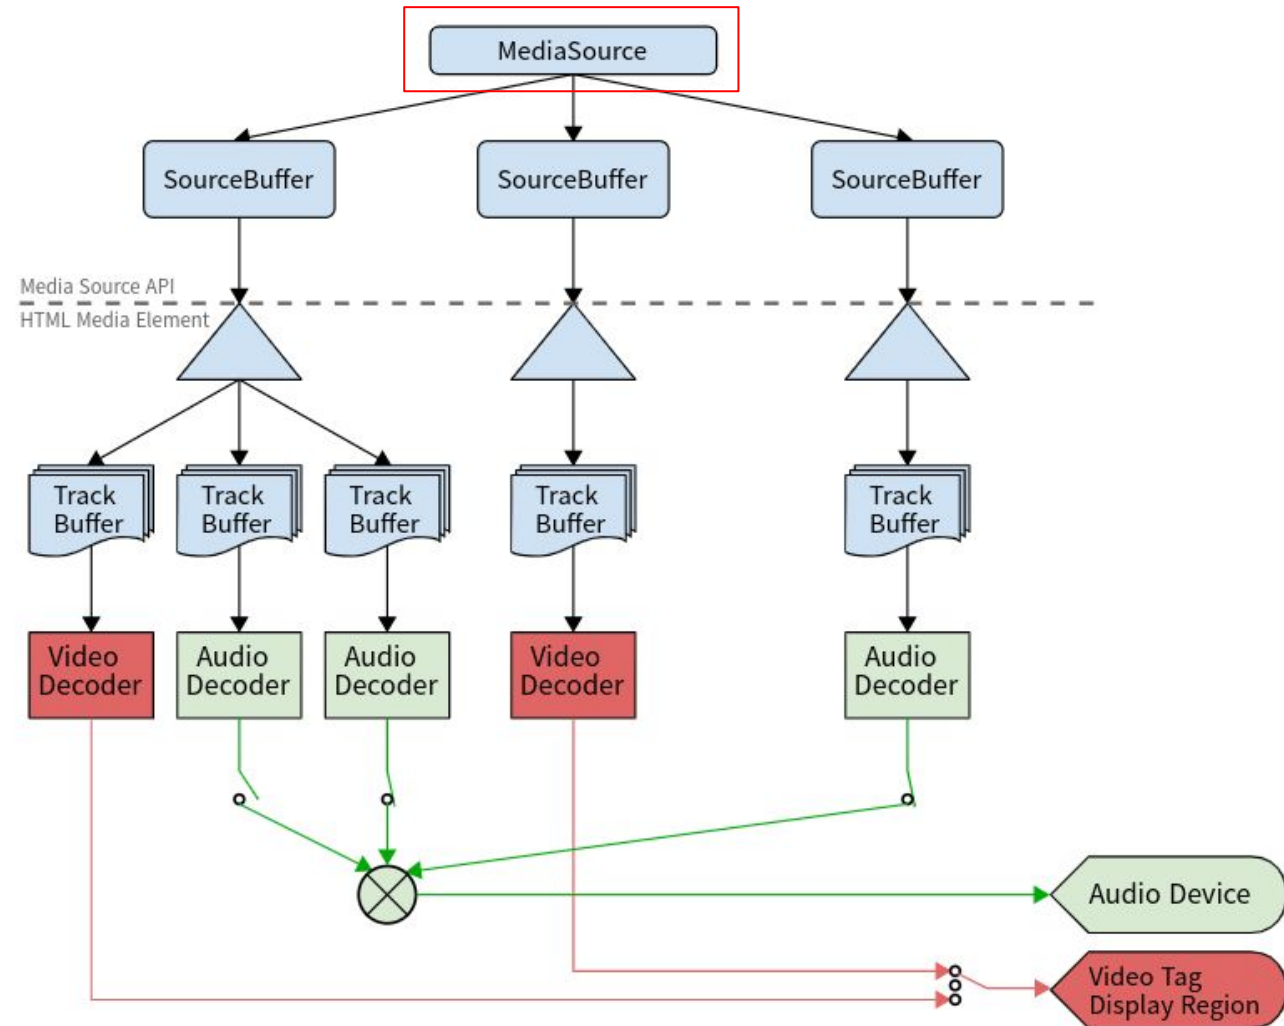 MediaSource
SourceBuffer
SourceBuffer
SourceBuffer
Media Source API
HTML Media Element
Track
Buffer
Track
Buffer
Track
Buffer
Track
Buffer
Track
Buffer
Video
Decoder
Audio
Decoder
Audio
Decoder
Video
Decoder
Audio
Decoder
Audio Device
Video Tag
Display Region